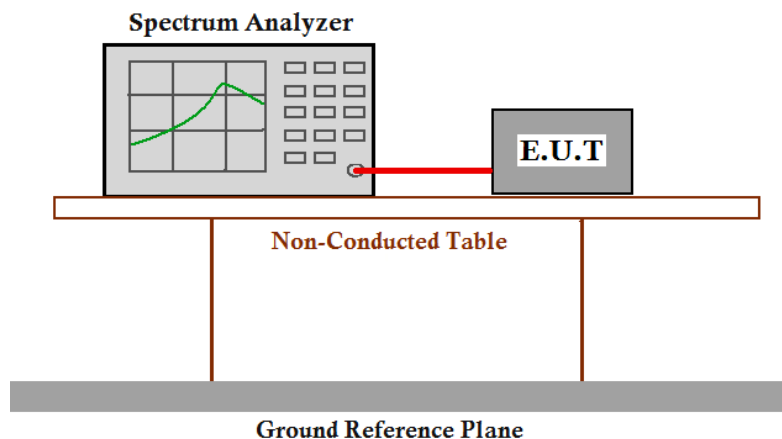 Spectrum Analyzer
E.U.T
Non-Conducted Table
Ground Reference Plane